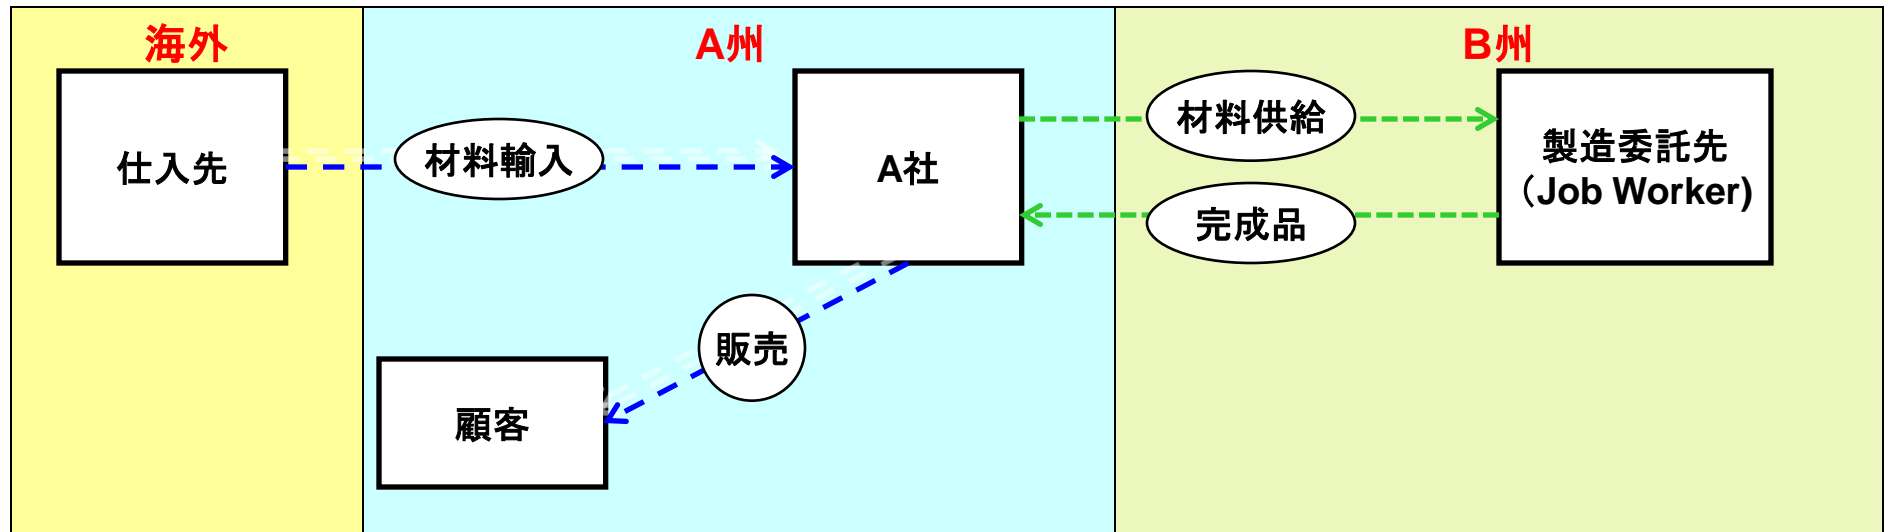 海外
A州
B州
仕入先
材料輸入
A社
材料供給
完成品
製造委託先
（Job Worker)
販売
顧客